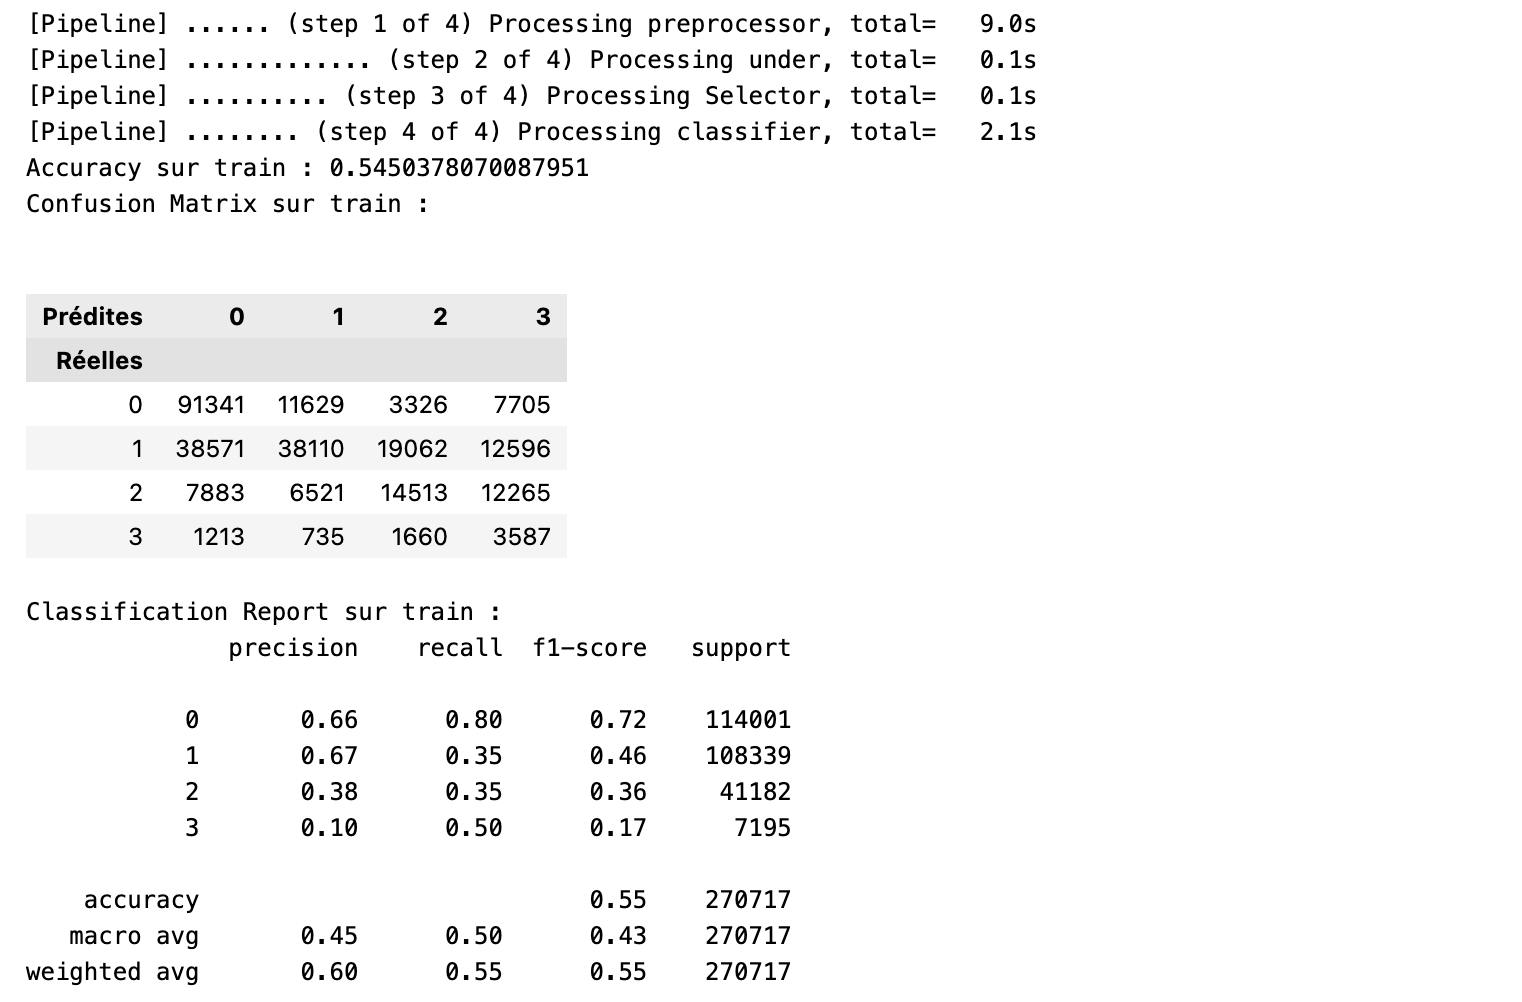 [Pipeline] ...... (step 1 of 4) Processing preprocessor, total=   9.0s
[Pipeline] ............. (step 2 of 4) Processing under, total=   0.1s
[Pipeline] .......... (step 3 of 4) Processing Selector, total=   0.1s
[Pipeline] ........ (step 4 of 4) Processing classifier, total=   2.1s
Accuracy sur train : 0.5450378070087951
Confusion Matrix sur train :
Prédites 0 1 2 3
Réelles
0 91341 11629 3326 7705
1 38571 38110 19062 12596
2 7883 6521 14513 12265
3 1213 735 1660 3587
Classification Report sur train :
precision recall f1-score support
0 0.66 0.80 0.72 114001
1 0.67 0.35 0.46 108339
2 0.38 0.35 0.36 41182
3 0.10 0.50 0.17 7195
accuracy 0.55 270717
macro avg 0.45 0.50 0.43 270717
weighted avg 0.60 0.55 0.55 270717